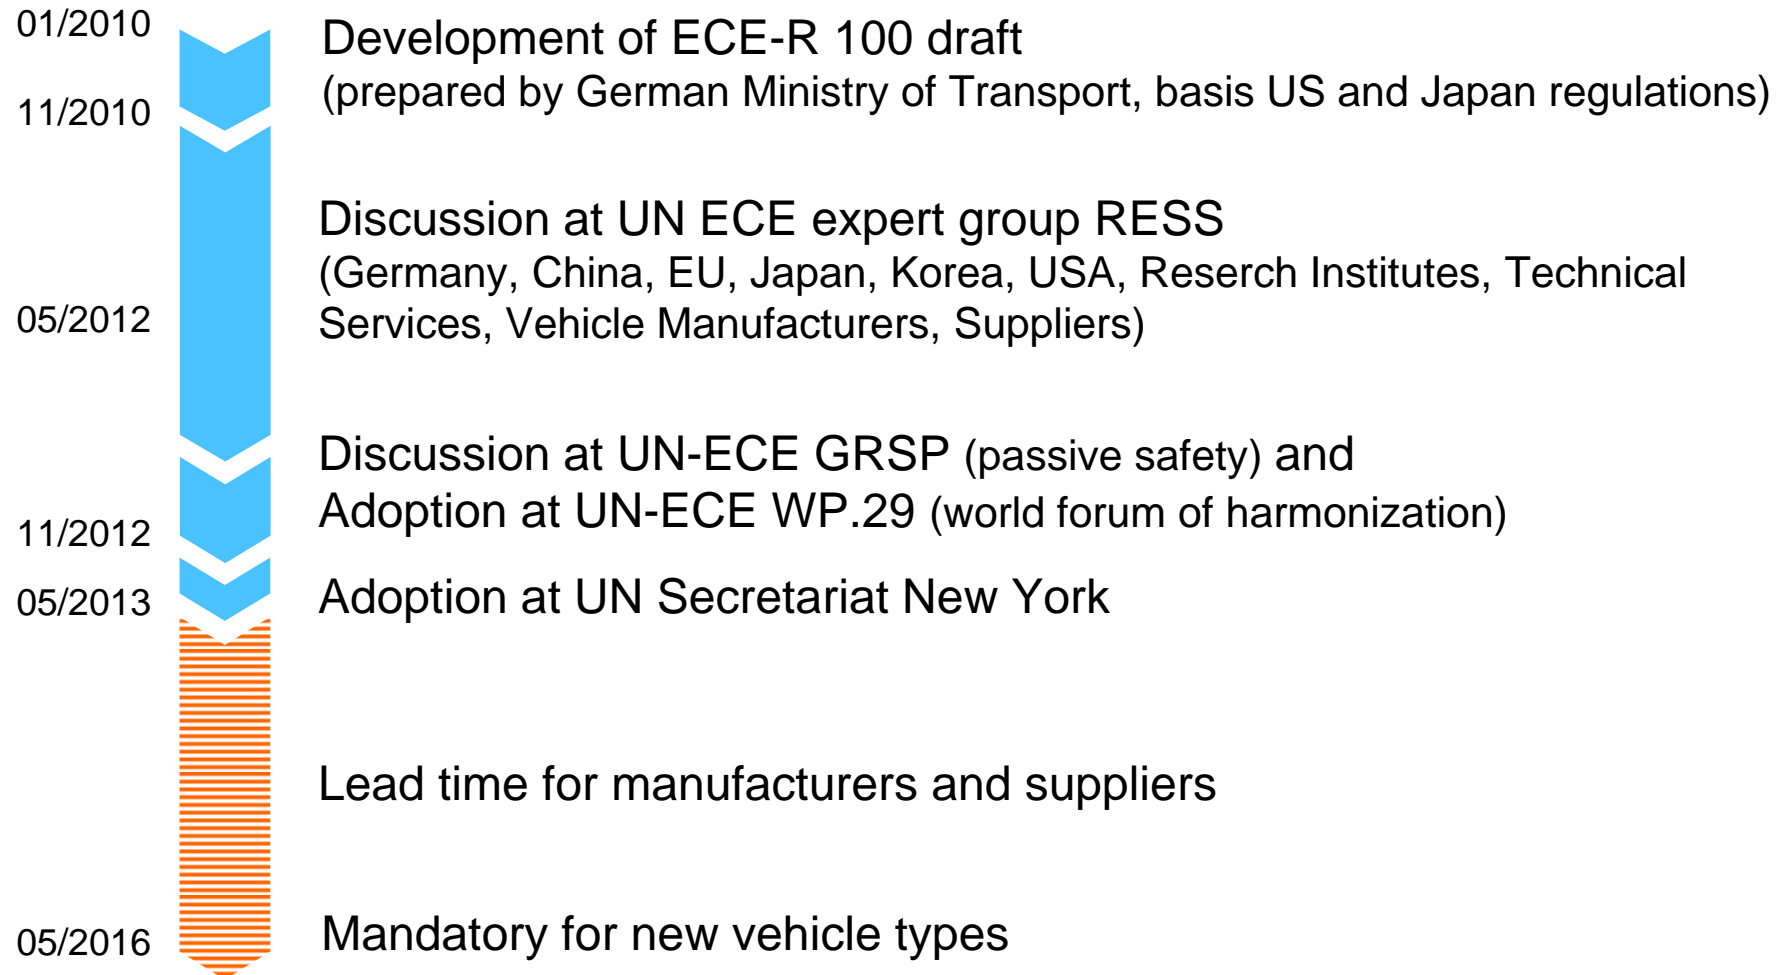 01/2010
Development of ECE-R 100 draft
(prepared by German Ministry of Transport, basis US and Japan regulations)
11/2010
Discussion at UN ECE expert group RESS
(Germany, China, EU, Japan, Korea, USA, Reserch Institutes, Technical
05/2012
Services, Vehicle Manufacturers, Suppliers)
Discussion at UN-ECE GRSP (passive safety) and
Adoption at UN-ECE WP.29 (world forum of harmonization)
11/2012
05/2013
Adoption at UN Secretariat New York
Lead time for manufacturers and suppliers
05/2016
Mandatory for new vehicle types